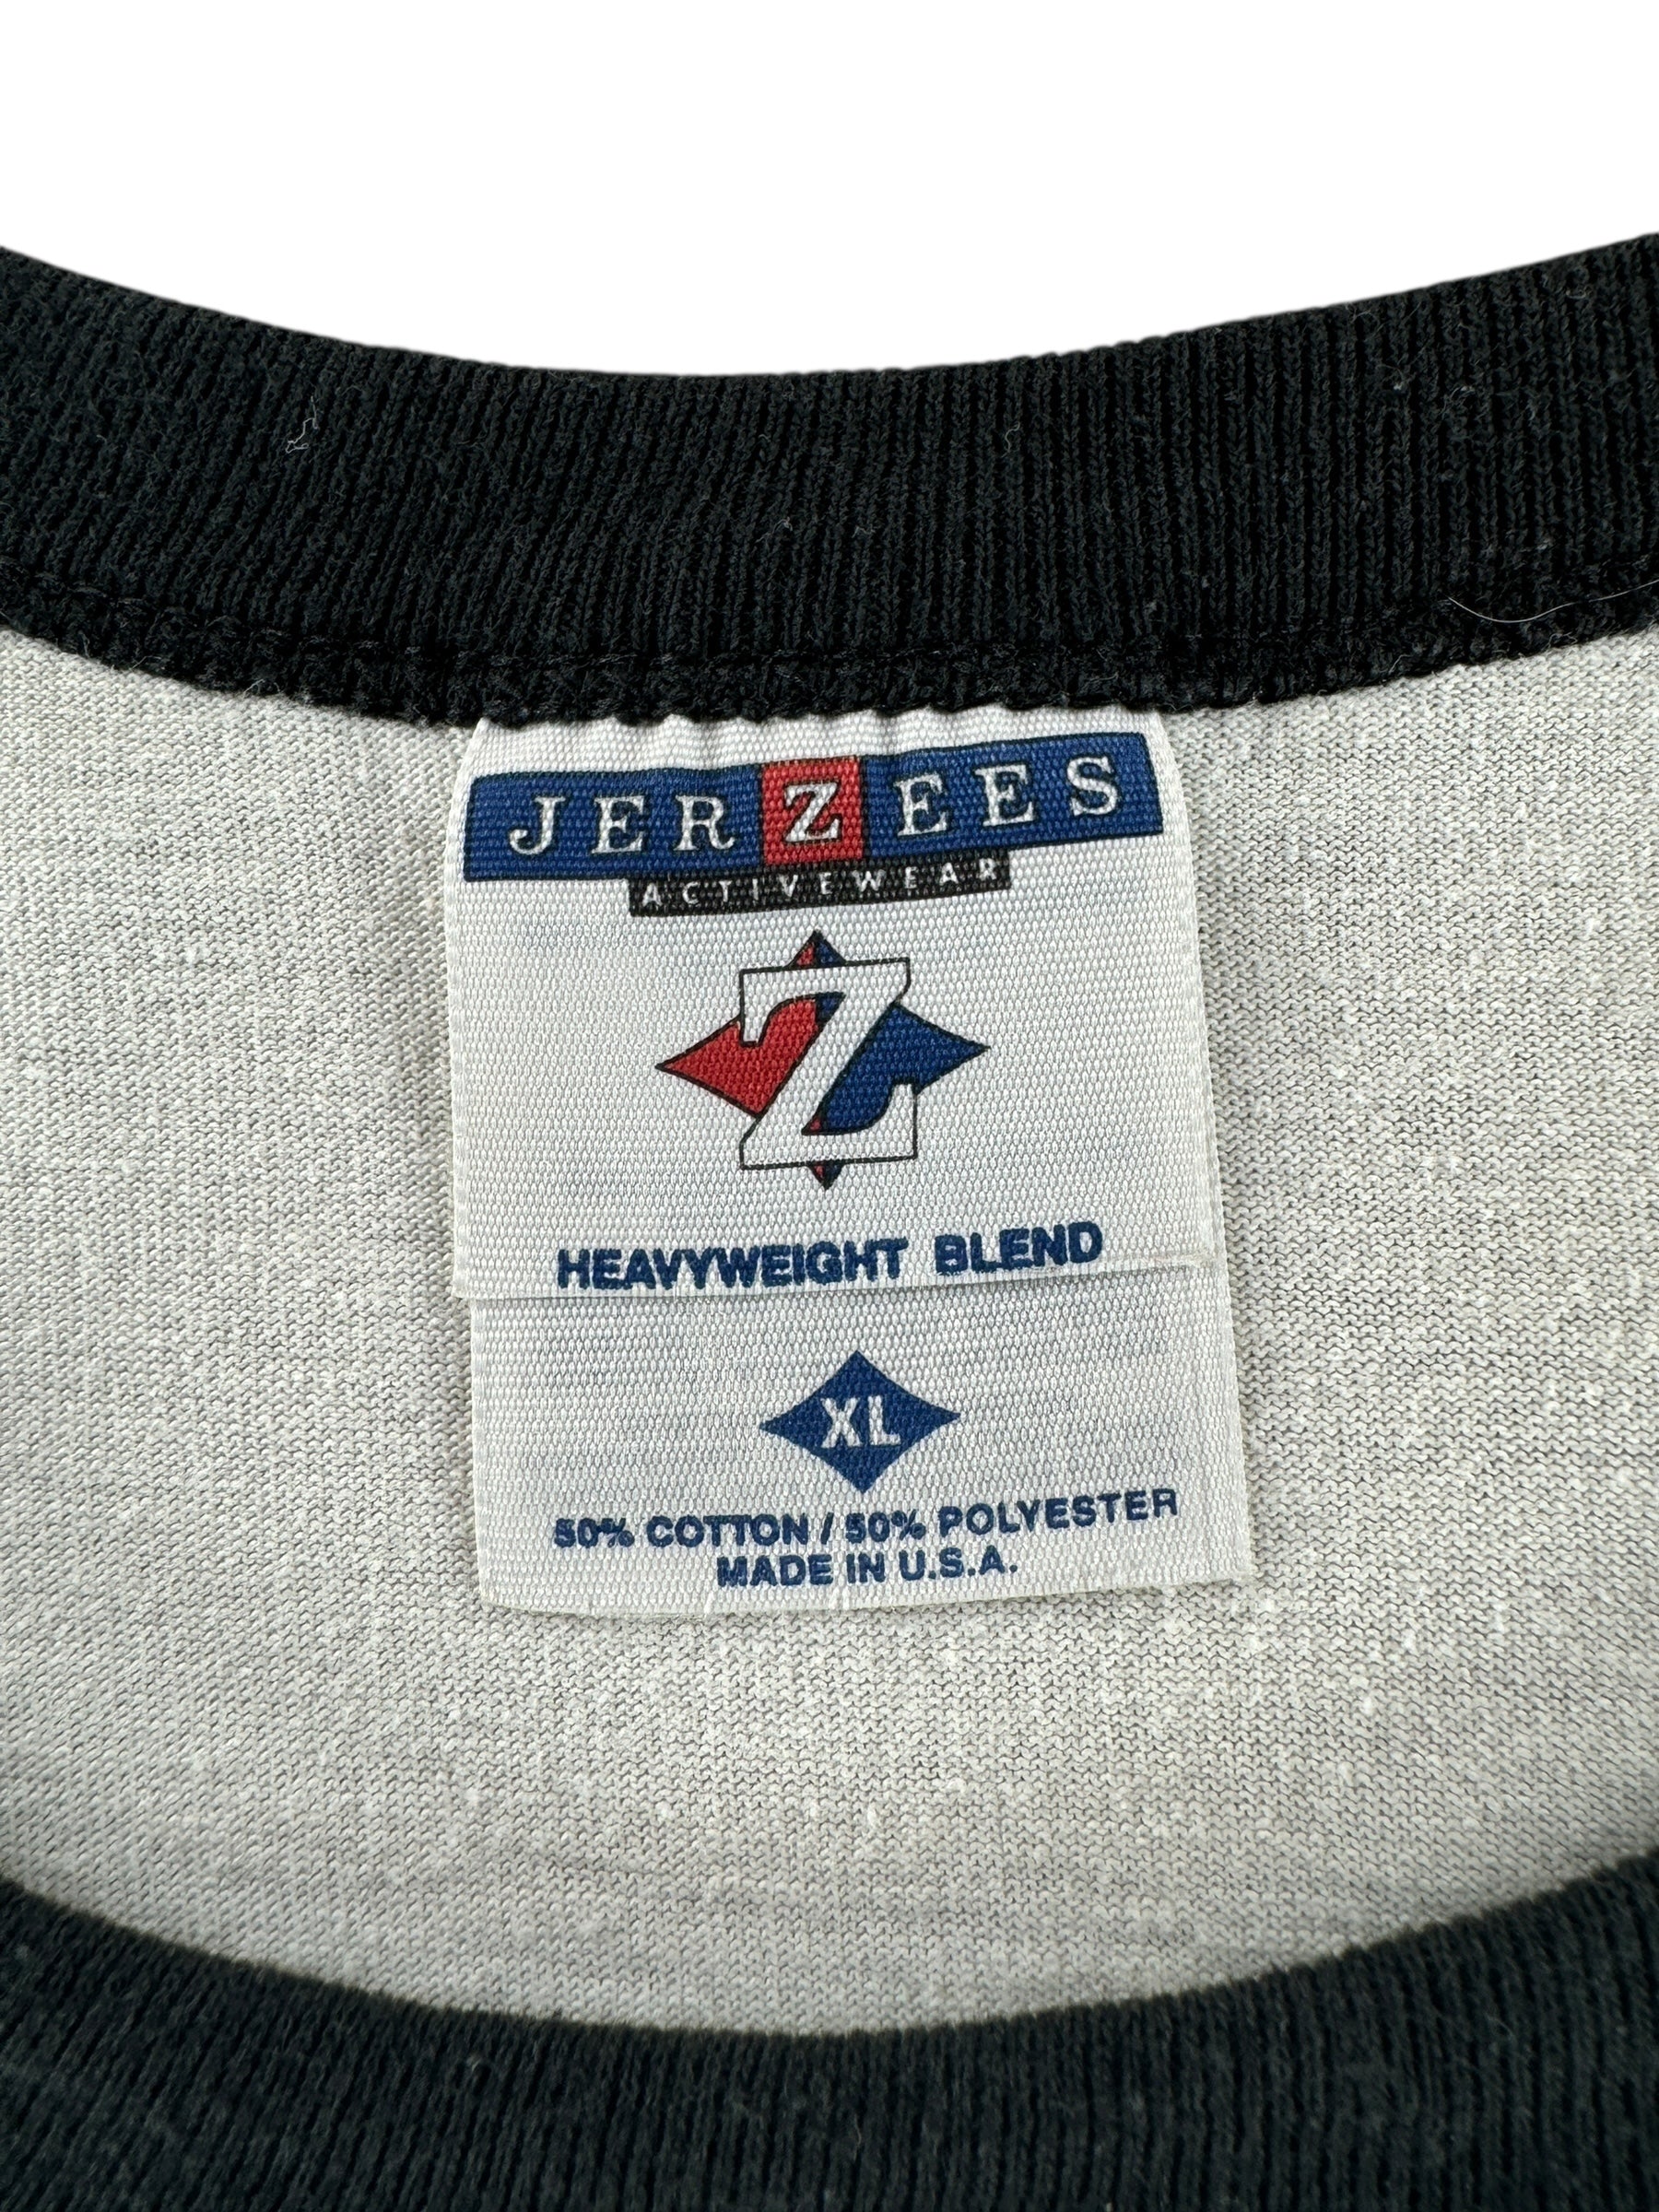 JERZEES
ACTIVEWEAR
Z
HEAVYWEIGHT BLEND
XL
50% COTTON / 50% POLYESTER
MADE IN U.S.A.